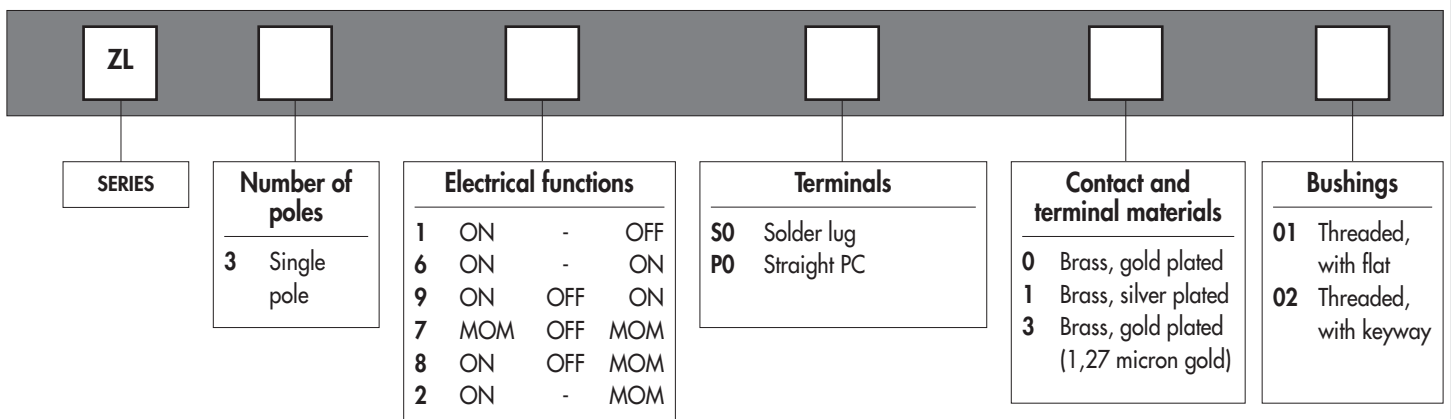 ZL
SERIES
Number of
poles
3 Single
pole
Electrical functions
1 ON - OFF
6 ON - ON
9 ON OFF ON
7 MOM OFF MOM
8 ON OFF MOM
2 ON - MOM
Terminals
S0 Solder lug
P0 Straight PC
Contact and
terminal materials
0 Brass, gold plated
1 Brass, silver plated
3 Brass, gold plated
(1,27 micron gold)
Bushings
01 Threaded,
with flat
02 Threaded,
with keyway